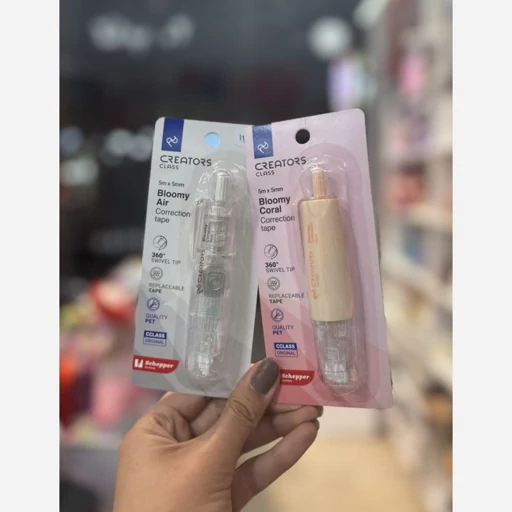 CREATORS
CLASS
5m x 5mm
Bloomy
Air
Correction
tape
360°
SWIVEL TIP
REPLACEABLE
TAPE
QUALITY
PET
CCLASS
ORIGINAL
Schepper
CREATORS
CLASS
5m x 5mm
Bloomy
Coral
Correction
tape
360°
SWIVEL TIP
REPLACEABLE
TAPE
QUALITY
PET
CCLASS
ORIGINAL
Schepper